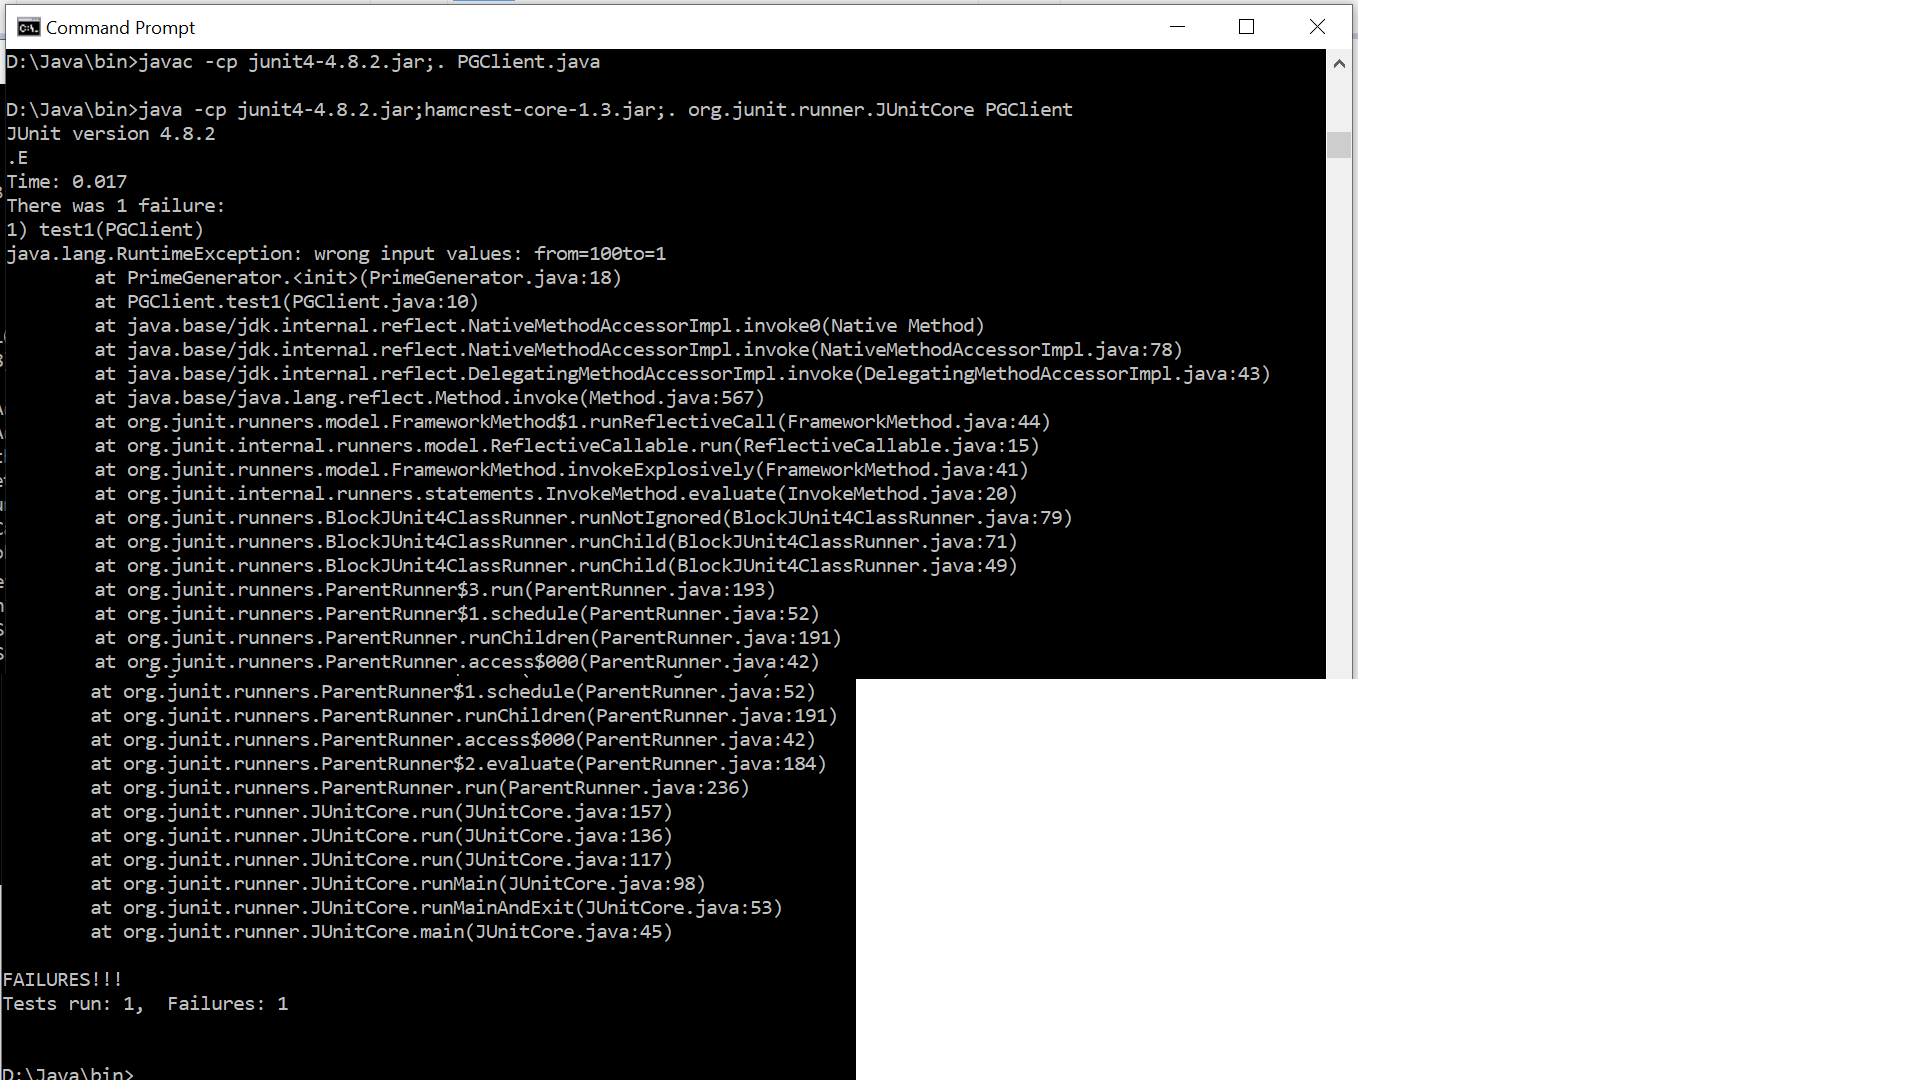 Command Prompt
D:\Java\bin>javac -cp junit4-4.8.2.jar;. PGClient.java
D:\Java\bin>java -cp junit4-4.8.2.jar;hamcrest-core-1.3.jar;. org.junit.runner.JUnitCore PGClient
JUnit version 4.8.2
.E
Time: 0.017
There was 1 failure:
1) test1(PGClient)
java.lang.RuntimeException: wrong input values: from=100to=1
at PrimeGenerator.<init>(PrimeGenerator.java:18)
at PGClient.test1(PGClient.java:10)
at java.base/jdk.internal.reflect.NativeMethodAccessorImpl.invoke0(Native Method)
at java.base/jdk.internal.reflect.NativeMethodAccessorImpl.invoke(NativeMethodAccessorImpl.java:78)
at java.base/jdk.internal.reflect.DelegatingMethodAccessorImpl.invoke(DelegatingMethodAccessorImpl.java:43)
at java.base/java.lang.reflect.Method.invoke(Method.java:567)
at org.junit.runners.model.FrameworkMethod$1.runReflectiveCall(FrameworkMethod.java:44)
at org.junit.internal.runners.model.ReflectiveCallable.run(ReflectiveCallable.java:15)
at org.junit.runners.model.FrameworkMethod.invokeExplosively(FrameworkMethod.java:41)
at org.junit.internal.runners.statements.InvokeMethod.evaluate(InvokeMethod.java:20)
at org.junit.runners.BlockJUnit4ClassRunner.runNotIgnored(BlockJUnit4ClassRunner.java:79)
at org.junit.runners.BlockJUnit4ClassRunner.runChild(BlockJUnit4ClassRunner.java:71)
at org.junit.runners.BlockJUnit4ClassRunner.runChild(BlockJUnit4ClassRunner.java:49)
at org.junit.runners.ParentRunner$3.run(ParentRunner.java:193)
at org.junit.runners.ParentRunner$1.schedule(ParentRunner.java:52)
at org.junit.runners.ParentRunner.runChildren(ParentRunner.java:191)
at org.junit.runners.ParentRunner.access$000(ParentRunner.java:42)
at org.junit.runners.ParentRunner$1.schedule(ParentRunner.java:52)
at org.junit.runners.ParentRunner.runChildren(ParentRunner.java:191)
at org.junit.runners.ParentRunner.access$000(ParentRunner.java:42)
at org.junit.runners.ParentRunner$2.evaluate(ParentRunner.java:184)
at org.junit.runners.ParentRunner.run(ParentRunner.java:236)
at org.junit.runner.JUnitCore.run(JUnitCore.java:157)
at org.junit.runner.JUnitCore.run(JUnitCore.java:136)
at org.junit.runner.JUnitCore.run(JUnitCore.java:117)
at org.junit.runner.JUnitCore.runMain(JUnitCore.java:98)
at org.junit.runner.JUnitCore.runMainAndExit(JUnitCore.java:53)
at org.junit.runner.JUnitCore.main(JUnitCore.java:45)
FAILURES!!!
Tests run: 1,  Failures: 1
D:\Java\bin>